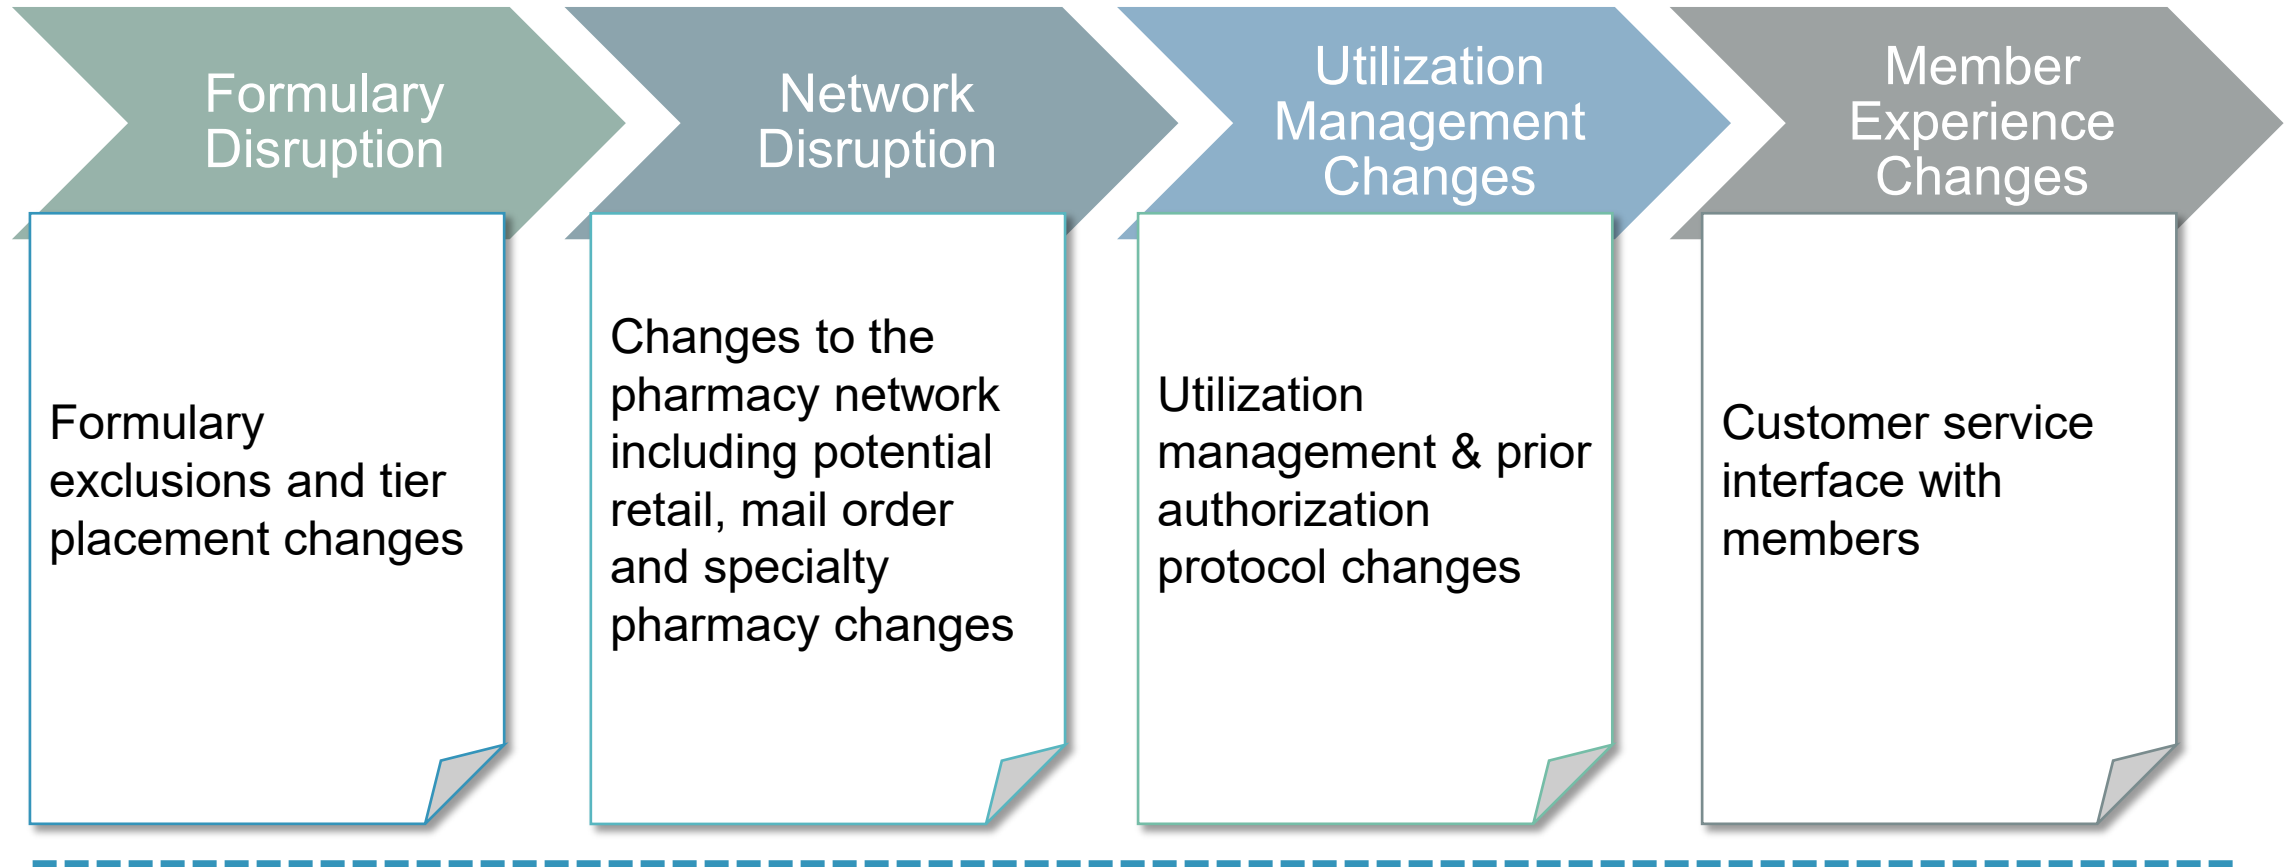 Formulary
Disruption
Network
Disruption
Utilization
Management
Changes
Member
Experience
Changes
Formulary
exclusions and tier
placement changes
Changes to the
pharmacy network
including potential
retail, mail order
and specialty
pharmacy changes
Utilization
management & prior
authorization
protocol changes
Customer service
interface with
members